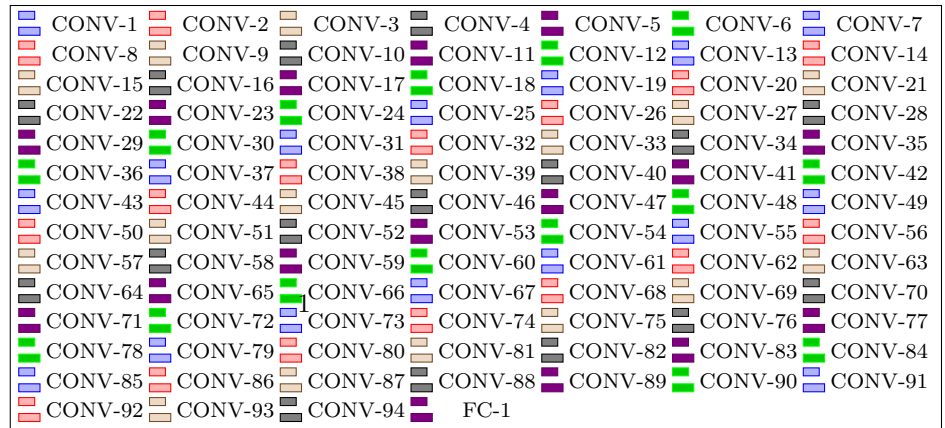 CONV-1 CONV-2 CONV-3 CONV-4 CONV-5 CONV-6 CONV-7
CONV-8 CONV-9 CONV-10 CONV-11 CONV-12 CONV-13 CONV-14
CONV-15 CONV-16 CONV-17 CONV-18 CONV-19 CONV-20 CONV-21
CONV-22 CONV-23 CONV-24 CONV-25 CONV-26 CONV-27 CONV-28
CONV-29 CONV-30 CONV-31 CONV-32 CONV-33 CONV-34 CONV-35
CONV-36 CONV-37 CONV-38 CONV-39 CONV-40 CONV-41 CONV-42
CONV-43 CONV-44 CONV-45 CONV-46 CONV-47 CONV-48 CONV-49
CONV-50 CONV-51 CONV-52 CONV-53 CONV-54 CONV-55 CONV-56
CONV-57 CONV-58 CONV-59 CONV-60 CONV-61 CONV-62 CONV-63
CONV-64 CONV-65 CONV-66 CONV-67 CONV-68 CONV-69 CONV-70
1
CONV-71 CONV-72 CONV-73 CONV-74 CONV-75 CONV-76 CONV-77
CONV-78 CONV-79 CONV-80 CONV-81 CONV-82 CONV-83 CONV-84
CONV-85 CONV-86 CONV-87 CONV-88 CONV-89 CONV-90 CONV-91
CONV-92 CONV-93 CONV-94 FC-1